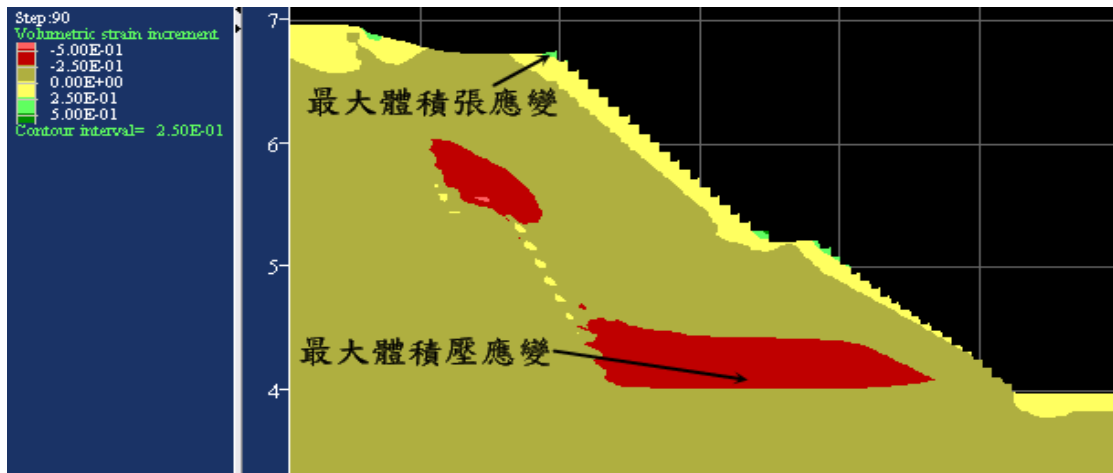 Step:90
Volumetric strain increment
-5.00E-01
-2.50E-01
0.00E+00
2.50E-01
5.00E-01
Contour interval= 2.50E-01
7
最大體積張應變
6
5
最大體積壓應變
4